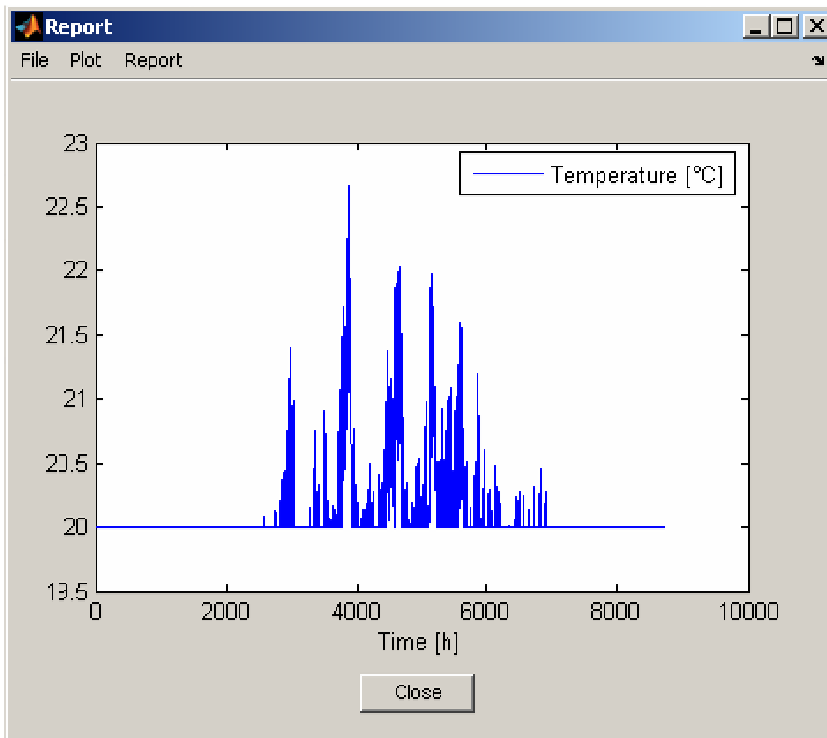 Report
File Plot Report
23
Temperature [°C]
22.5
22
21.5
21
20.5
20
19.5
0 2000 4000 6000 8000 10000
Time [h]
Close